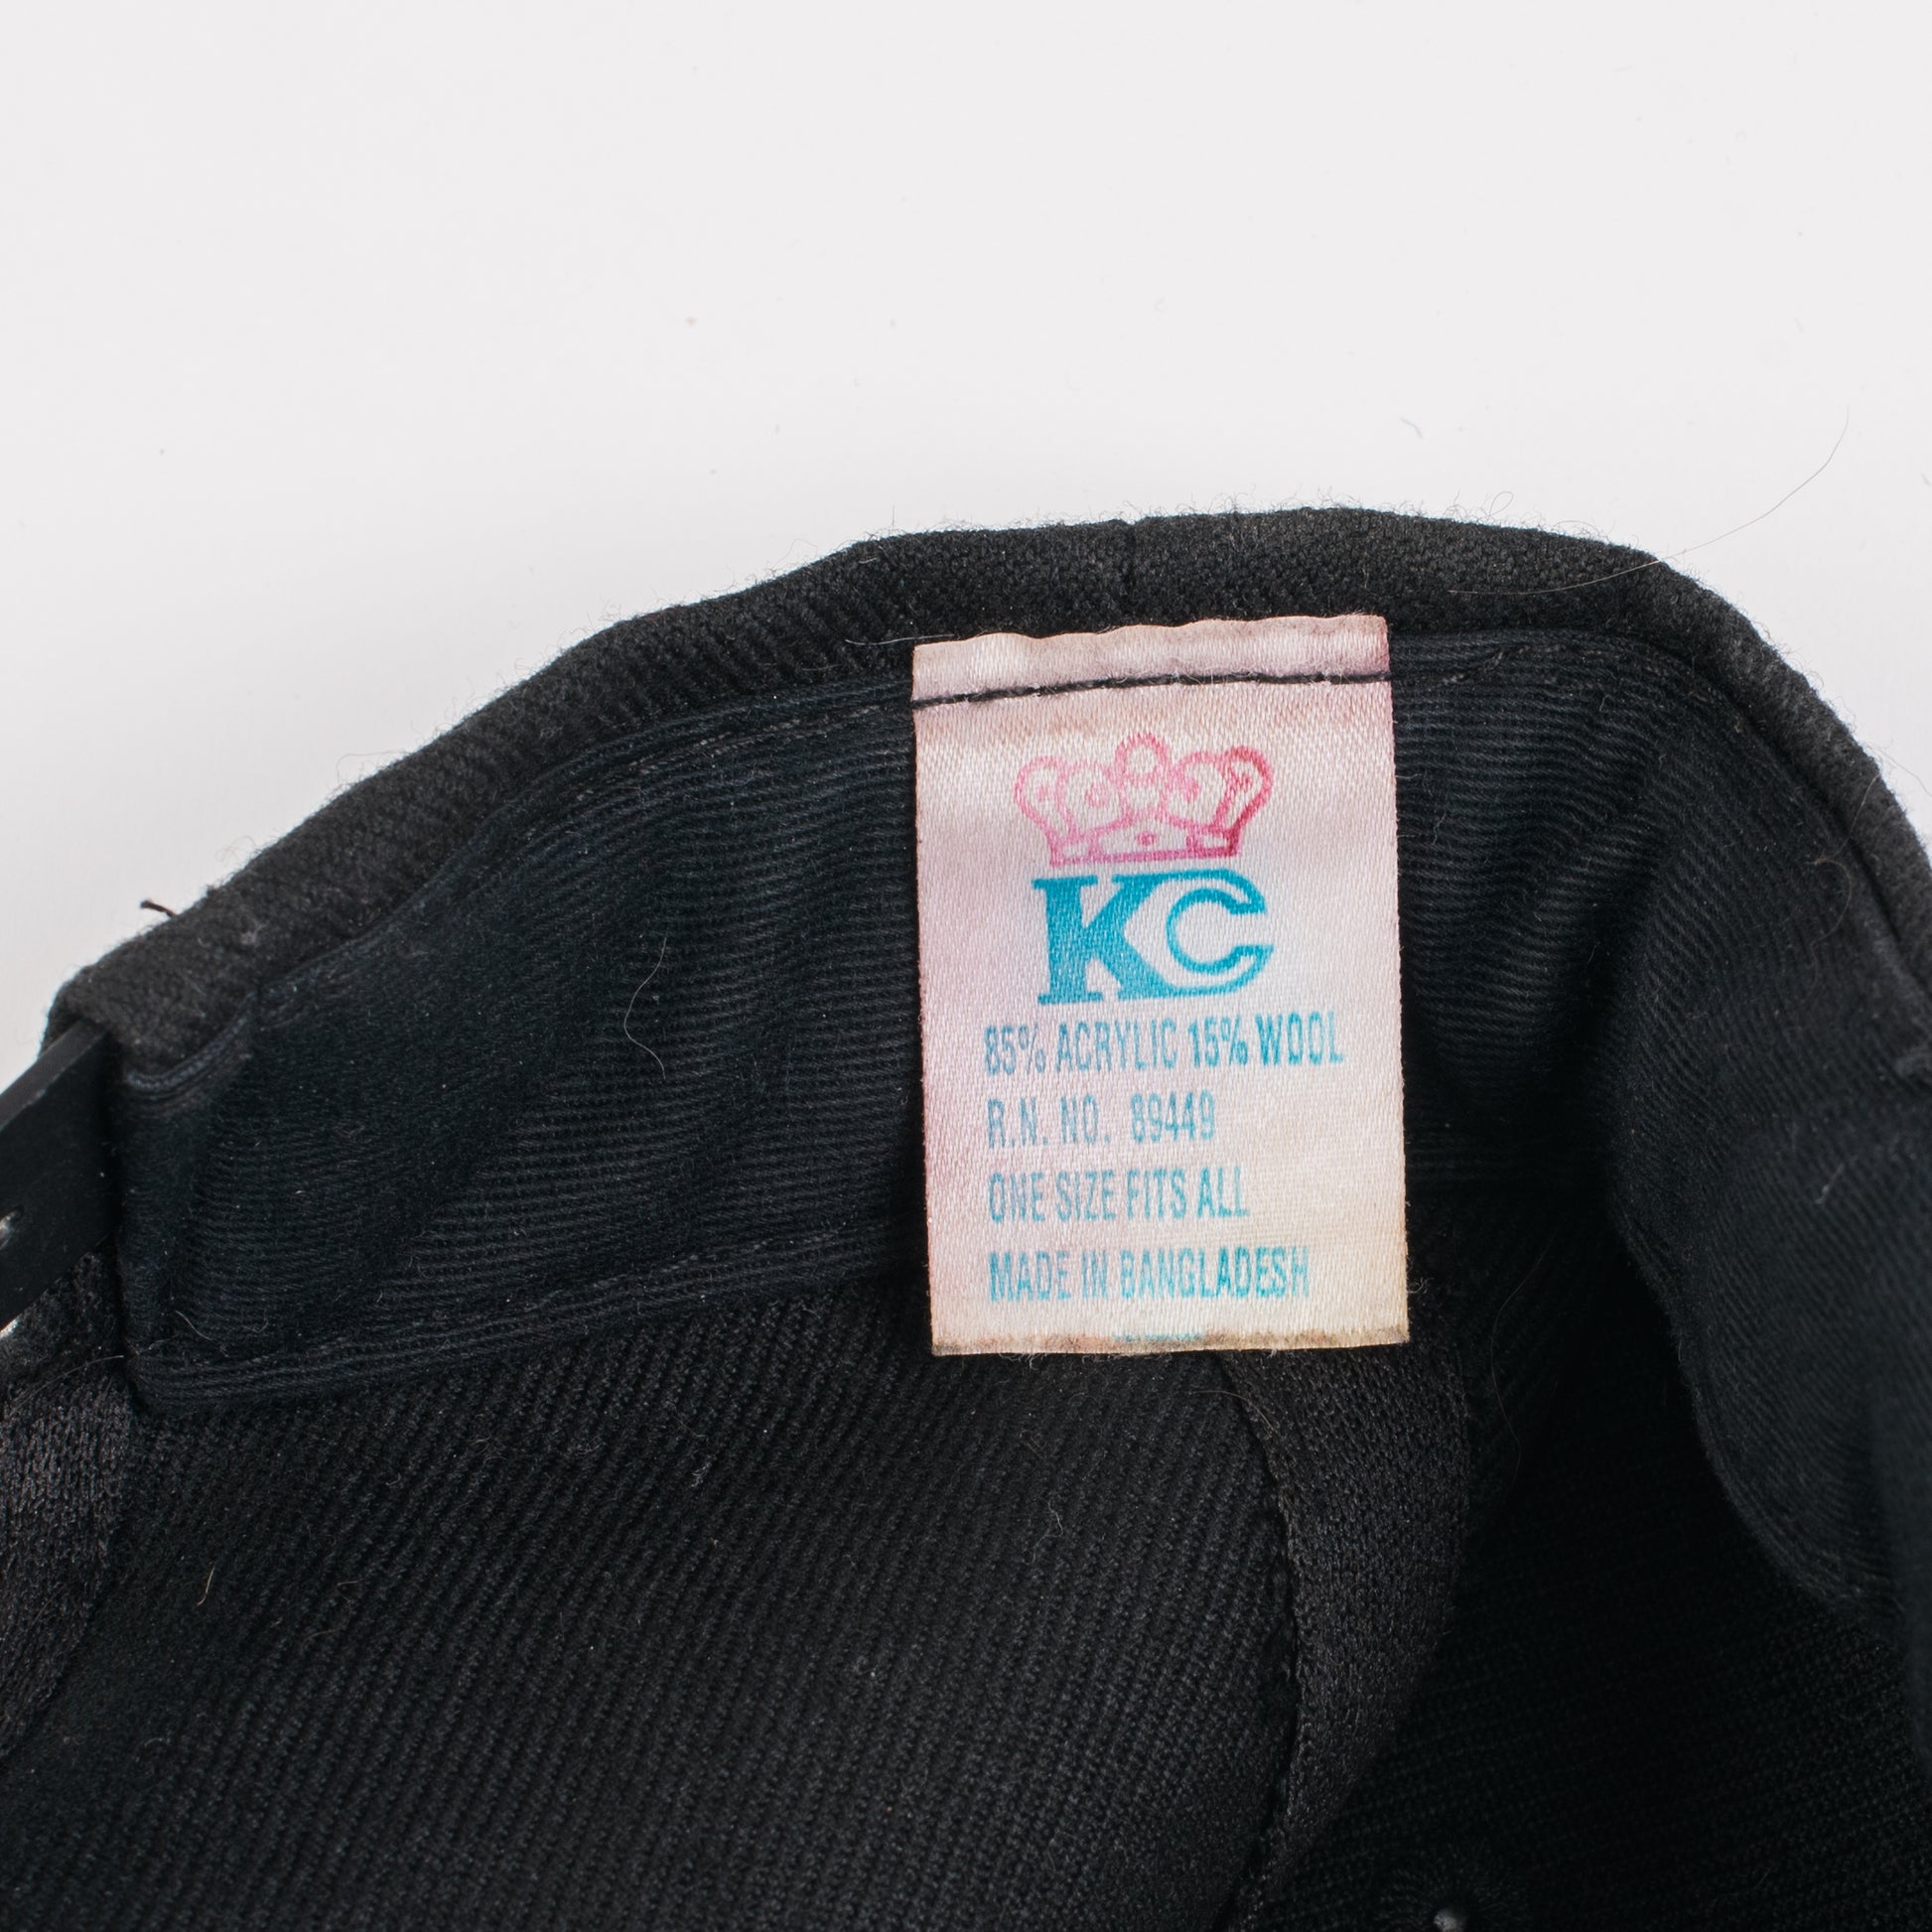 KC
85% ACRYLIC 15% WOOL
R.N. NO. 89449
ONE SIZE FITS ALL
MADE IN BANGLADESH